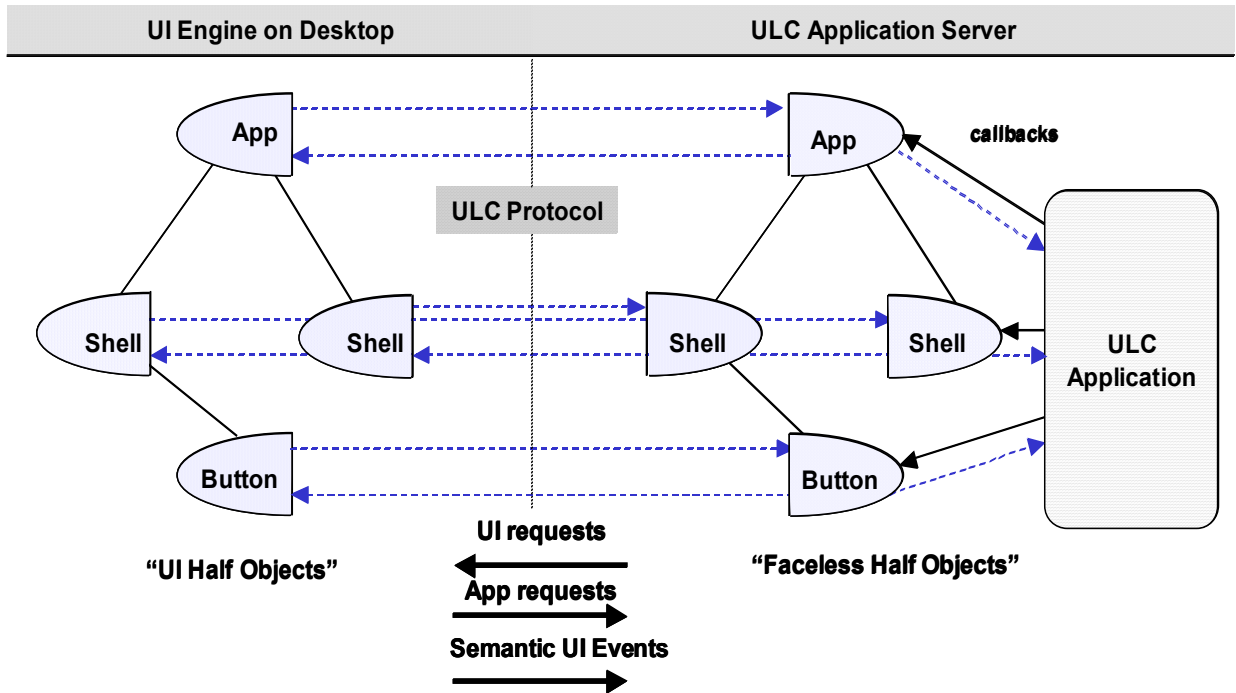 UI Engine on Desktop
ULC Application Server
App
App
callbacks
ULC Protocol
Shell
Shell
Shell
Shell
ULC
Application
Button
Button
UI requests
“UI Half Objects”
“Faceless Half Objects”
App requests
Semantic UI Events